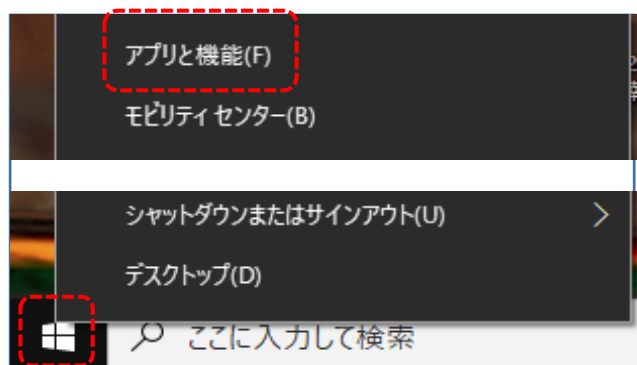 アプリと機能(F)
モビリティ センター(B)
シャットダウンまたはサインアウト(U)
デスクトップ(D)
ここに入力して検索